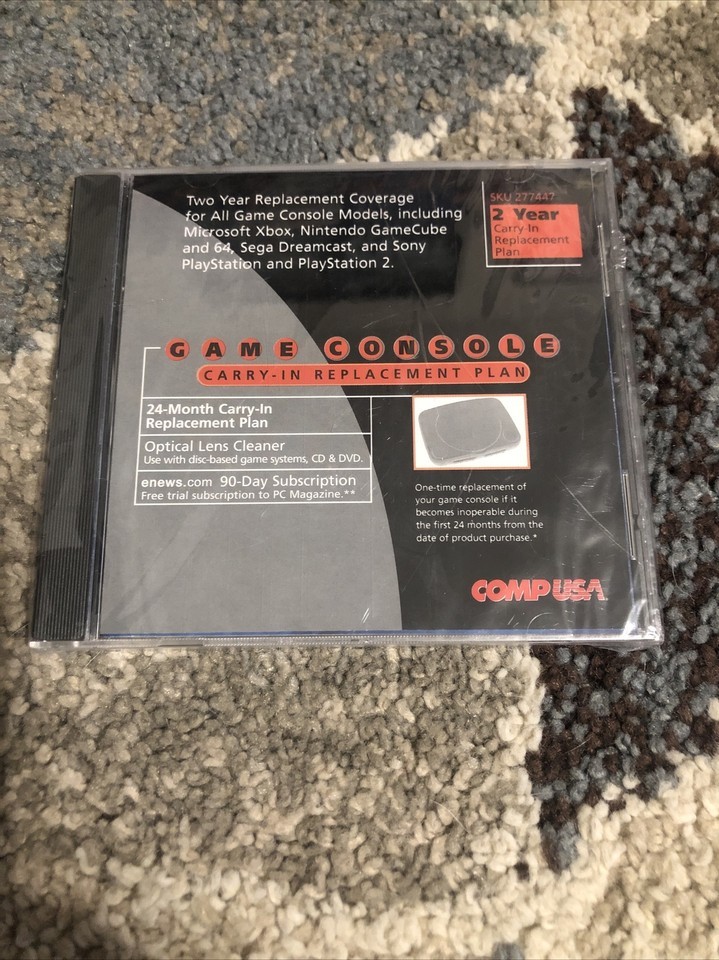 Two Year Replacement Coverage
for All Game Console Models, including
Microsoft Xbox, Nintendo GameCube
and 64, Sega Dreamcast, and Sony
PlayStation and PlayStation 2.
SKU 277447
2 Year
Carry-In
Replacement
Plan
GAME CONSOLE
CARRY-IN REPLACEMENT PLAN
24-Month Carry-In
Replacement Plan
Optical Lens Cleaner
Use with disc-based game systems, CD & DVD.
enews.com 90-Day Subscription
Free trial subscription to PC Magazine.**
One-time replacement of
your game console if it
becomes inoperable during
the first 24 months from the
date of product purchase.*
COMPUSA